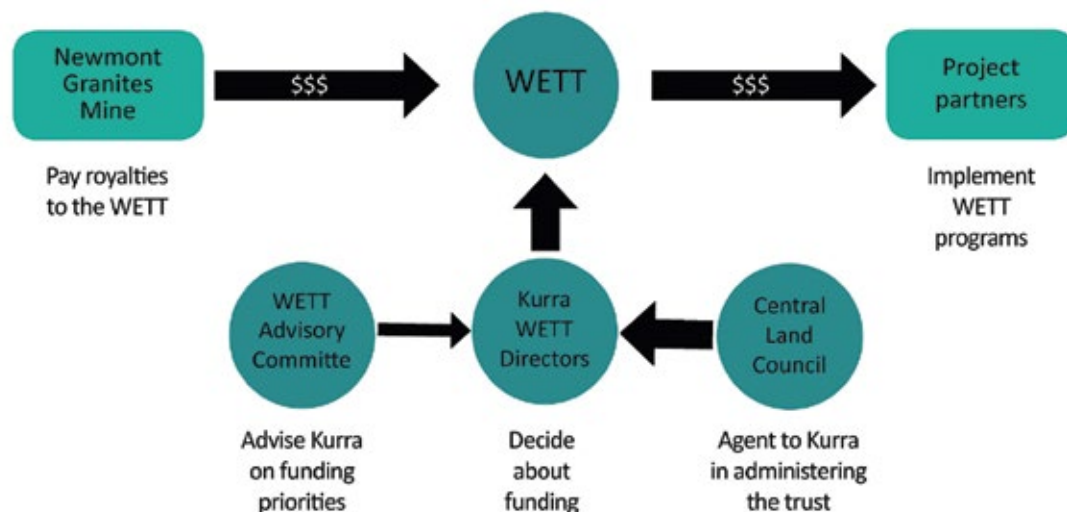 Newmont
Granites
Mine
$$$
WETT
$$$
Project
partners
Pay royalties
to the WETT
Implement
WETT
programs
WETT
Advisory
Committe
Kurra
WETT
Directors
Central
Land
Council
Advise Kurra
on funding
priorities
Decide
about
funding
Agent to Kurra
in administering
the trust